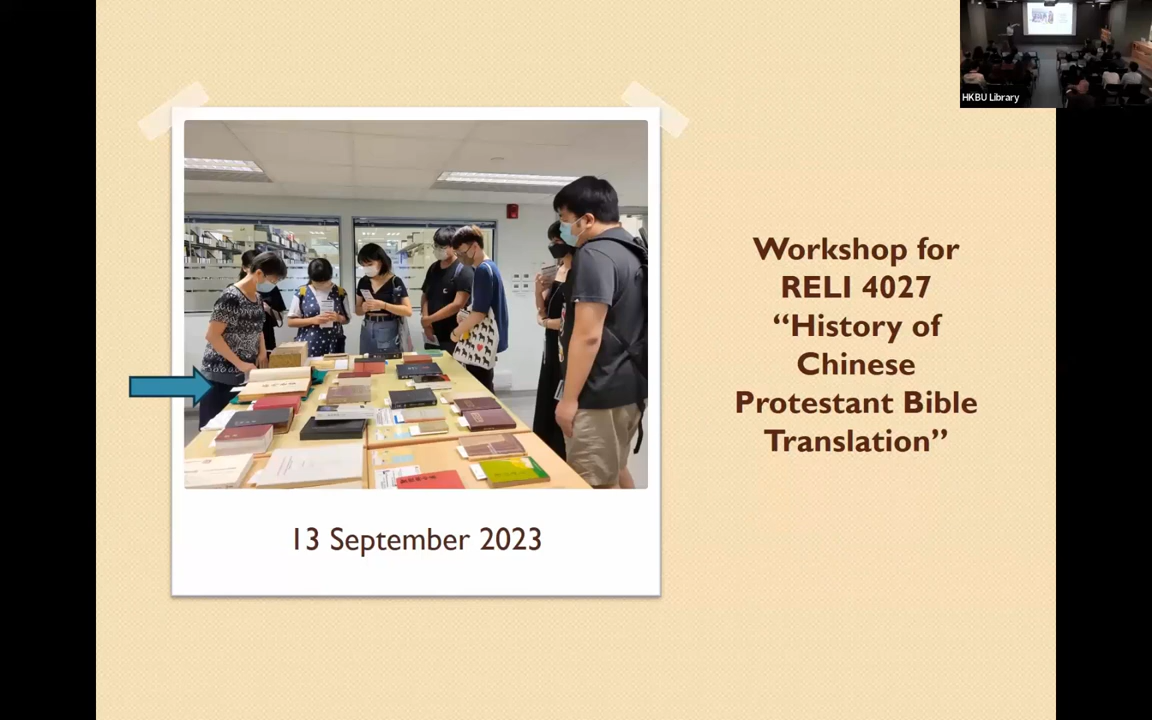 HKBU Library
Workshop for
RELI 4027
“History of
Chinese
Protestant Bible
Translation”
13 September 2023